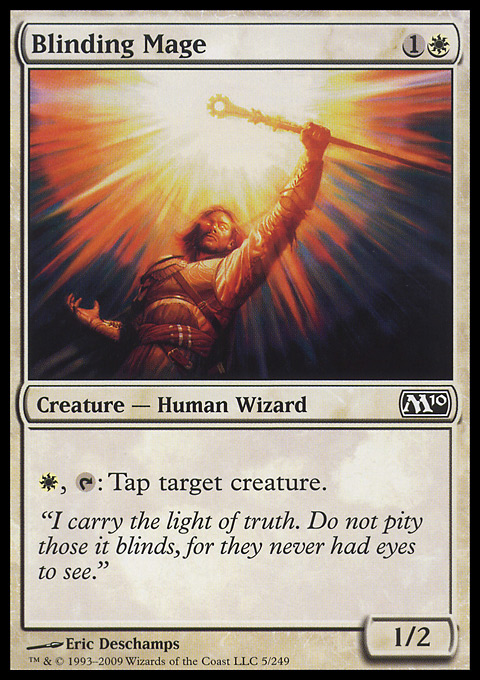 Blinding Mage 1
Creature — Human Wizard M10
, : Tap target creature.
“I carry the light of truth. Do not pity
those it blinds, for they never had eyes
to see.”
Eric Deschamps
1/2
™ & © 1993–2009 Wizards of the Coast LLC 5/249